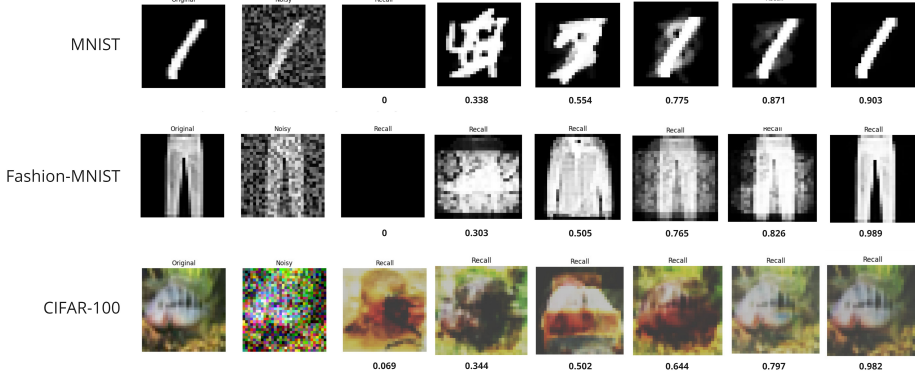 Original Noisy Recall Recall
MNIST
0 0.338 0.554 0.775 0.871 0.903
Original Noisy Recall Recall Recall Recall Recall Recall
Fashion-MNIST
0 0.303 0.505 0.765 0.826 0.989
Original Noisy Recall Recall Recall Recall Recall Recall
CIFAR-100
0.069 0.344 0.502 0.644 0.797 0.982